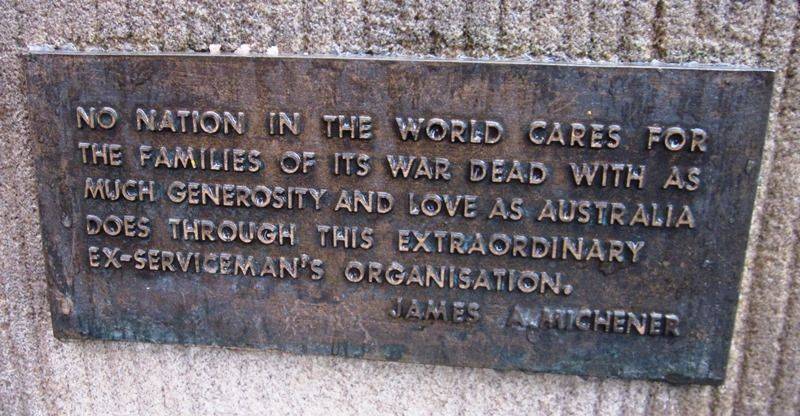 NO NATION IN THE WORLD CARES FOR
THE FAMILIES OF ITS WAR DEAD WITH AS
MUCH GENEROSITY AND LOVE AS AUSTRALIA
DOES THROUGH THIS EXTRAORDINARY
EX-SERVICEMAN'S ORGANISATION.
JAMES A. MICHENER